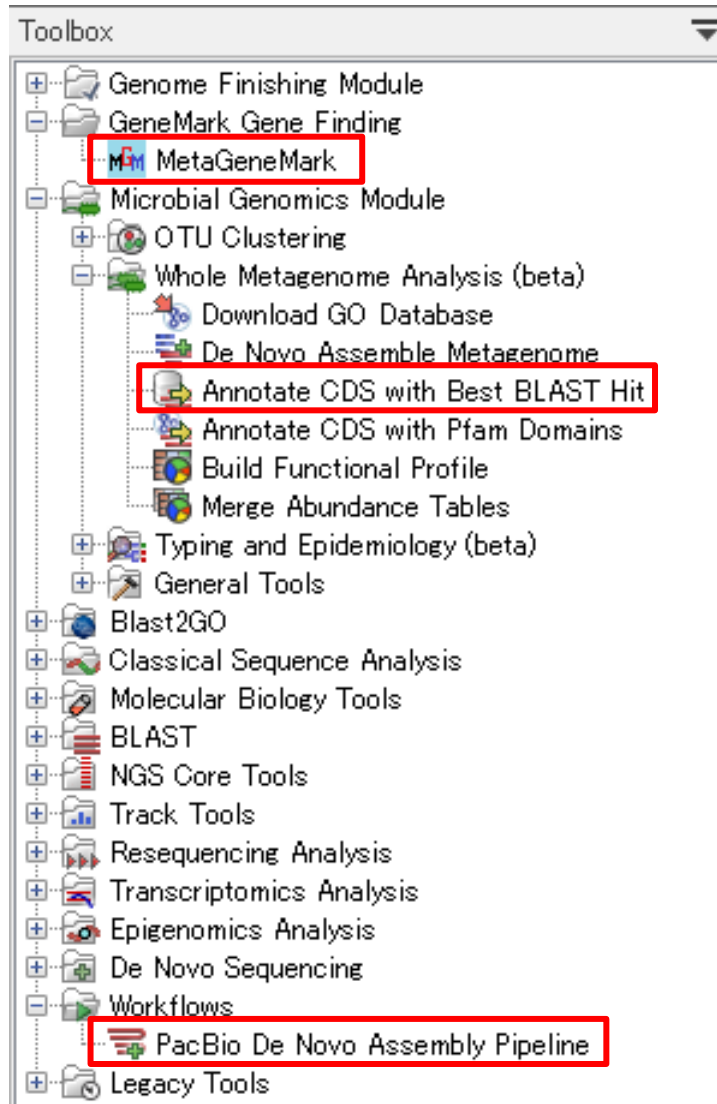 Toolbox
Genome Finishing Module
GeneMark Gene Finding
MGM MetaGeneMark
Microbial Genomics Module
OTU Clustering
Whole Metagenome Analysis (beta)
Download GO Database
De Novo Assemble Metagenome
Annotate CDS with Best BLAST Hit
Annotate CDS with Pfam Domains
Build Functional Profile
Merge Abundance Tables
Typing and Epidemiology (beta)
General Tools
Blast2GO
Classical Sequence Analysis
Molecular Biology Tools
BLAST
NGS Core Tools
Track Tools
Resequencing Analysis
Transcriptomics Analysis
Epigenomics Analysis
De Novo Sequencing
Workflows
PacBio De Novo Assembly Pipeline
Legacy Tools